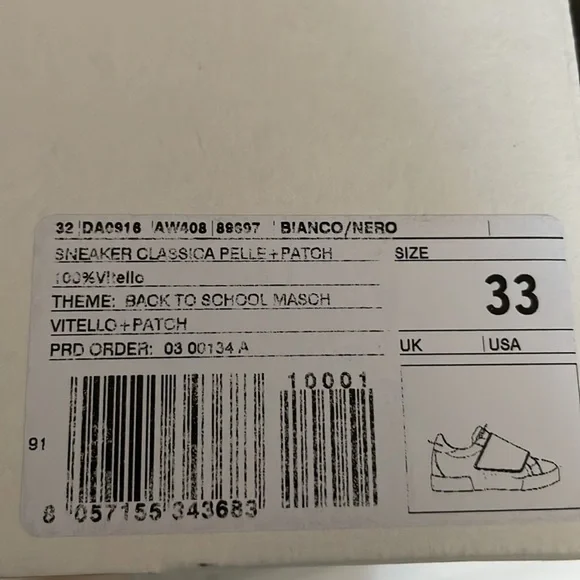 32 DA0916 AW408 89697 BIANCO/NERO
SNEAKER CLASSICA PELLE+PATCH SIZE
100%Vitello
THEME: BACK TO SCHOOL MASCH 33
VITELLO+PATCH
PRD ORDER: 03 00134 A UK USA
10001
91
8 057155 343683